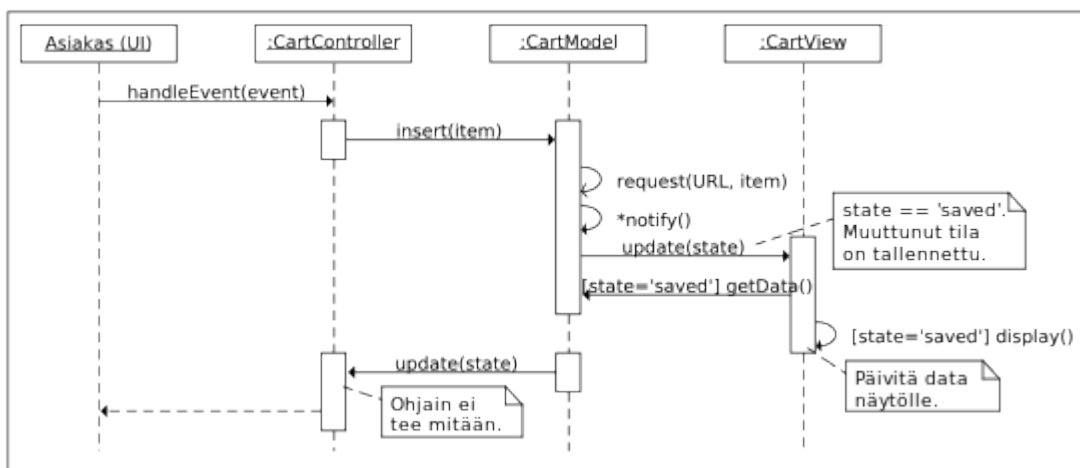 Asiakas (UI)
:CartController
:CartModel
:CartView
handleEvent(event)
insert(item)
request(URL, item)
*notify()
state == 'saved'.
Muuttunut tila
on tallennettu.
update(state)
[state='saved'] getData()
[state='saved'] display()
update(state)
Päivitä data
näytölle.
Ohjain ei
tee mitään.